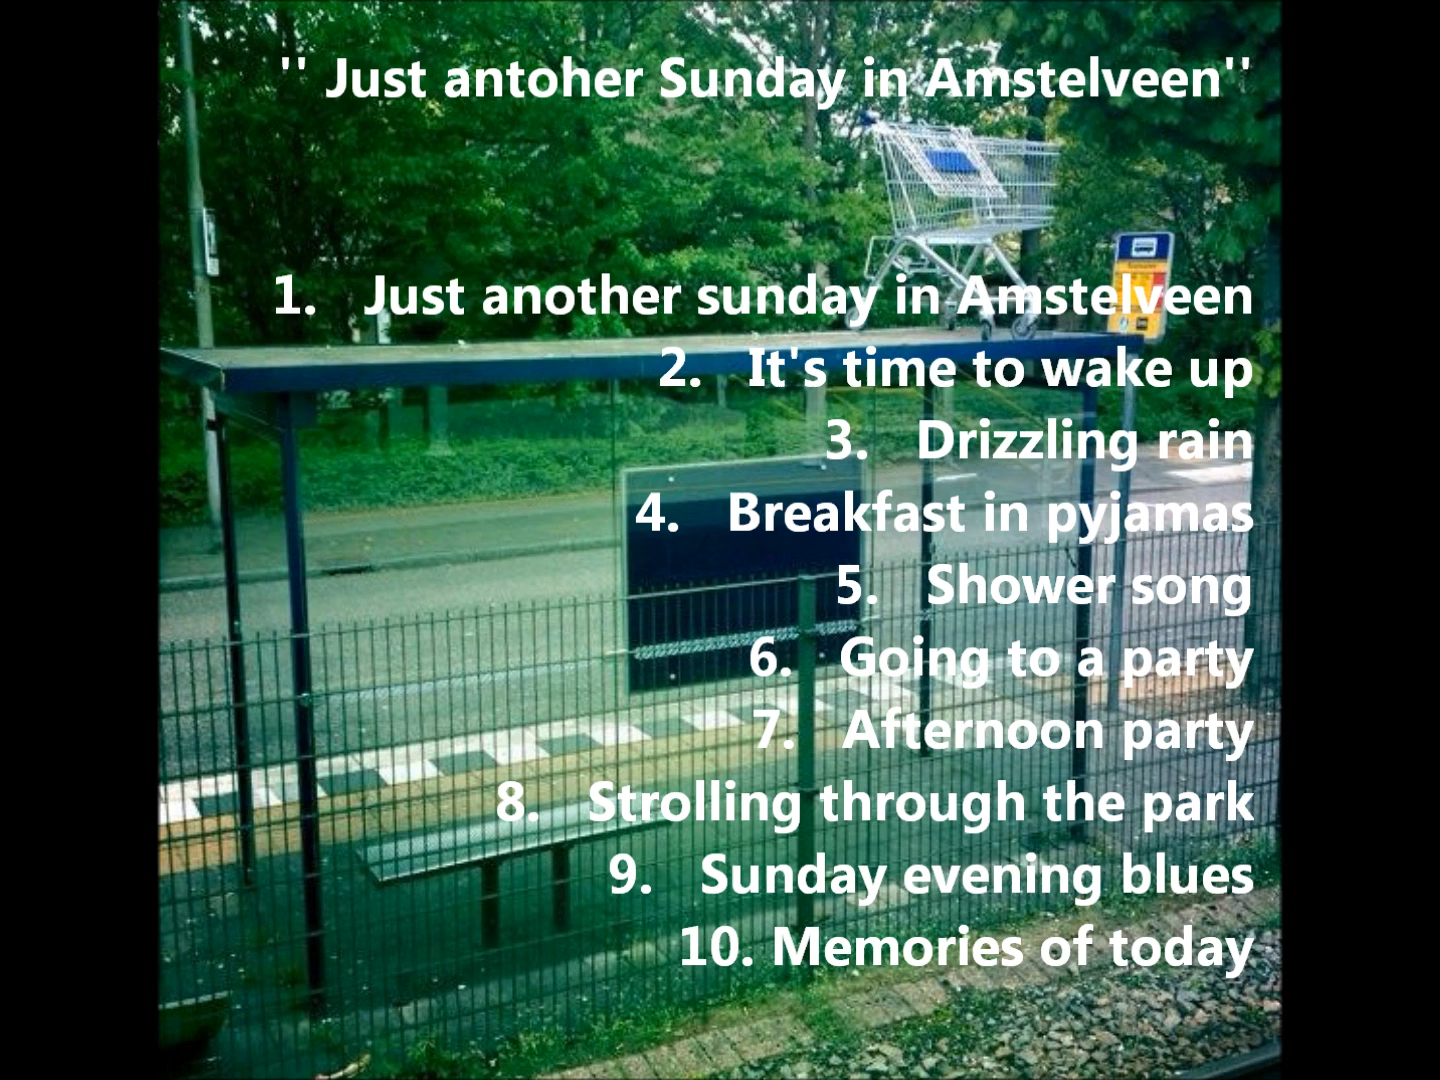 '' Just antoher Sunday in Amstelveen''
1. Just another sunday in Amstelveen
2. It's time to wake up
3. Drizzling rain
4. Breakfast in pyjamas
5. Shower song
6. Going to a party
7. Afternoon party
8. Strolling through the park
9. Sunday evening blues
10. Memories of today